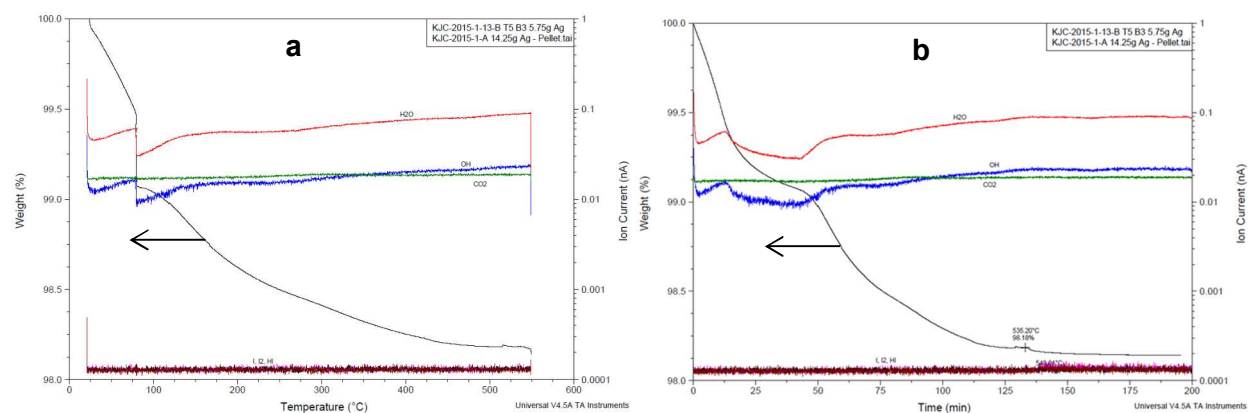 KJC-2015-1-13-B T5 B3 5.75g Ag
KJC-2015-1-A 14.25g Ag - Pellet.tai
a
100.0
99.5
99.0
98.5
98.0
Weight (%)
1
0.1
0.01
0.001
0.0001
Ion Current (nA)
H2O
OH
CO2
I, I2, HI
0
100
200
300
400
500
600
Temperature (°C)
Universal V4.5A TA Instruments
KJC-2015-1-13-B T5 B3 5.75g Ag
KJC-2015-1-A 14.25g Ag - Pellet.tai
b
100.0
99.5
99.0
98.5
98.0
Weight (%)
1
0.1
0.01
0.001
0.0001
Ion Current (nA)
H2O
OH
CO2
535.20°C
98.18%
I, I2, HI
0
25
50
75
100
125
150
175
200
Time (min)
Universal V4.5A TA Instruments